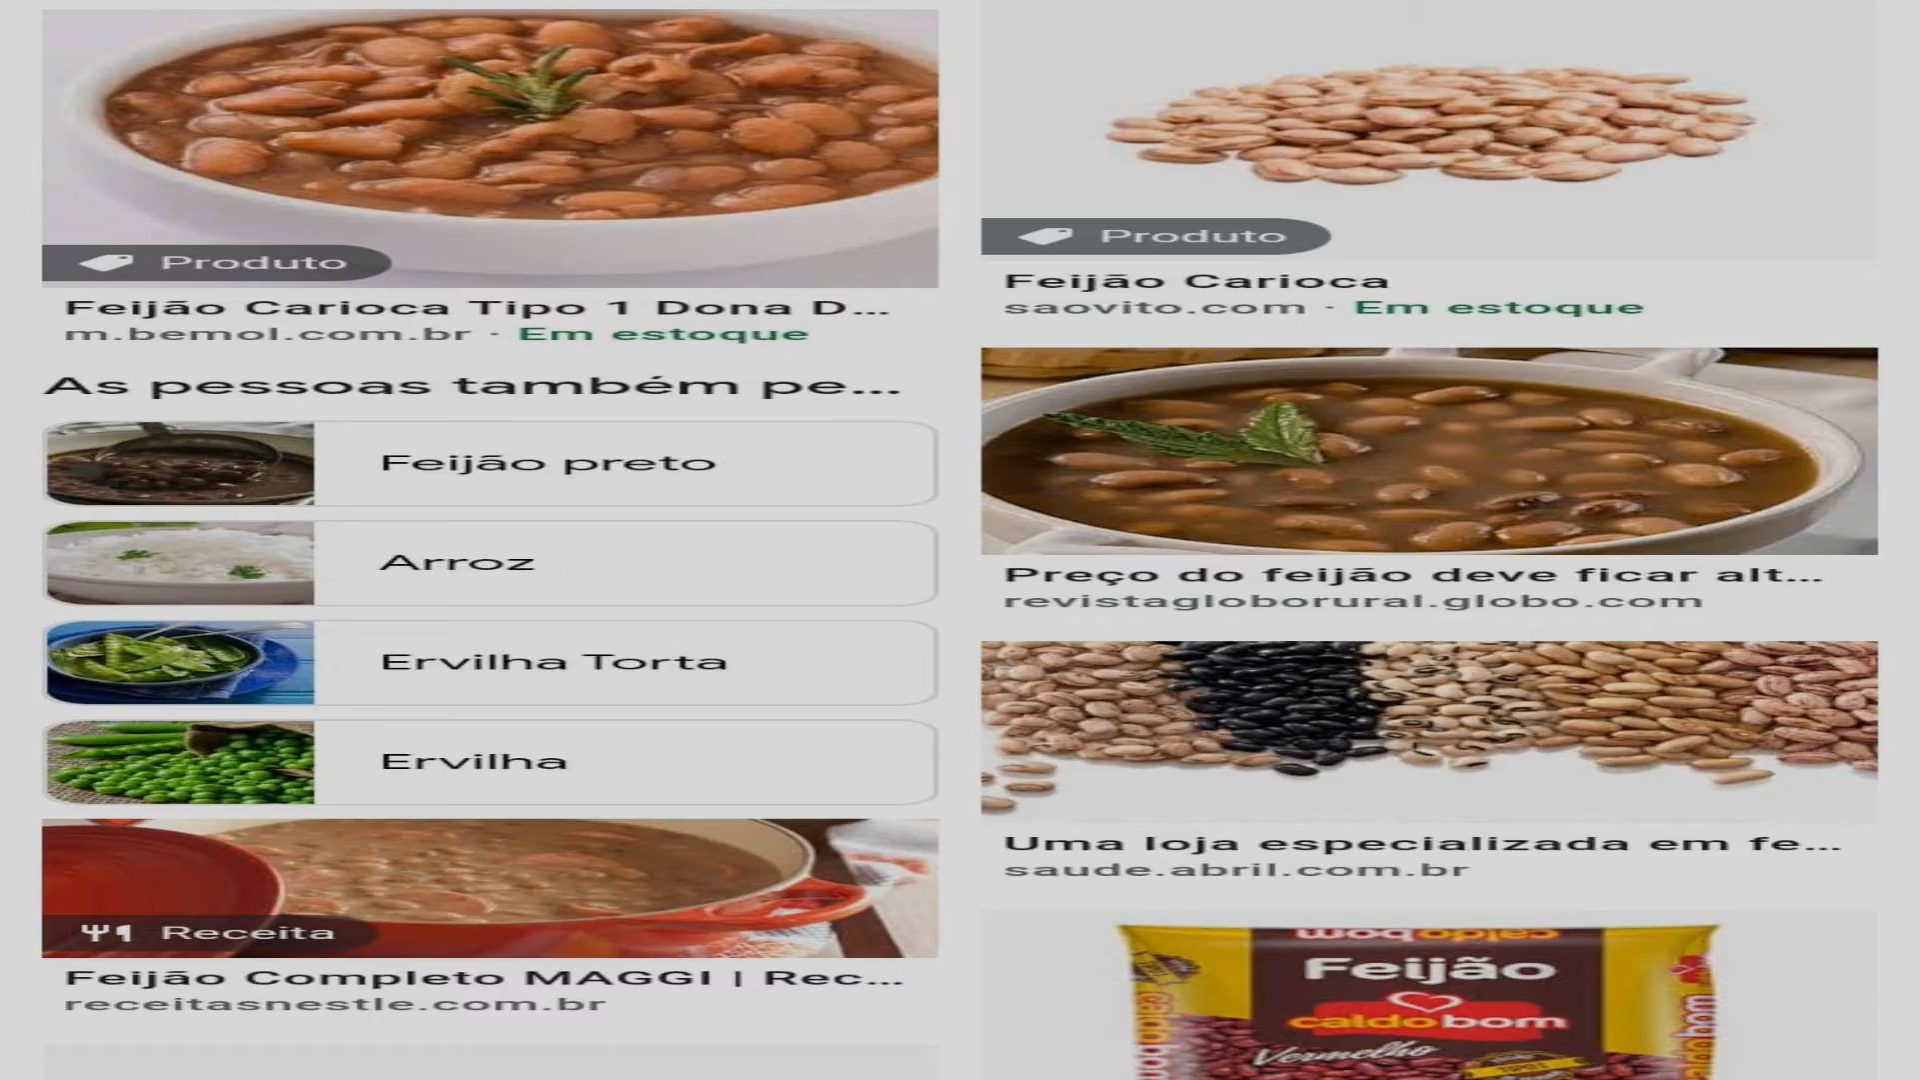 Produto
Feijão Carioca Tipo 1 Dona D...
m.bemol.com.br · Em estoque
As pessoas também pe...
Feijão preto
Arroz
Ervilha Torta
Ervilha
Receita
Feijão Completo MAGGI | Rec...
receitasnestle.com.br
Produto
Feijão Carioca
saovito.com · Em estoque
Preço do feijão deve ficar alt...
revistagloborural.globo.com
Uma loja especializada em fe...
saude.abril.com.br
caldobom
Feijão
caldobom
Vermelho